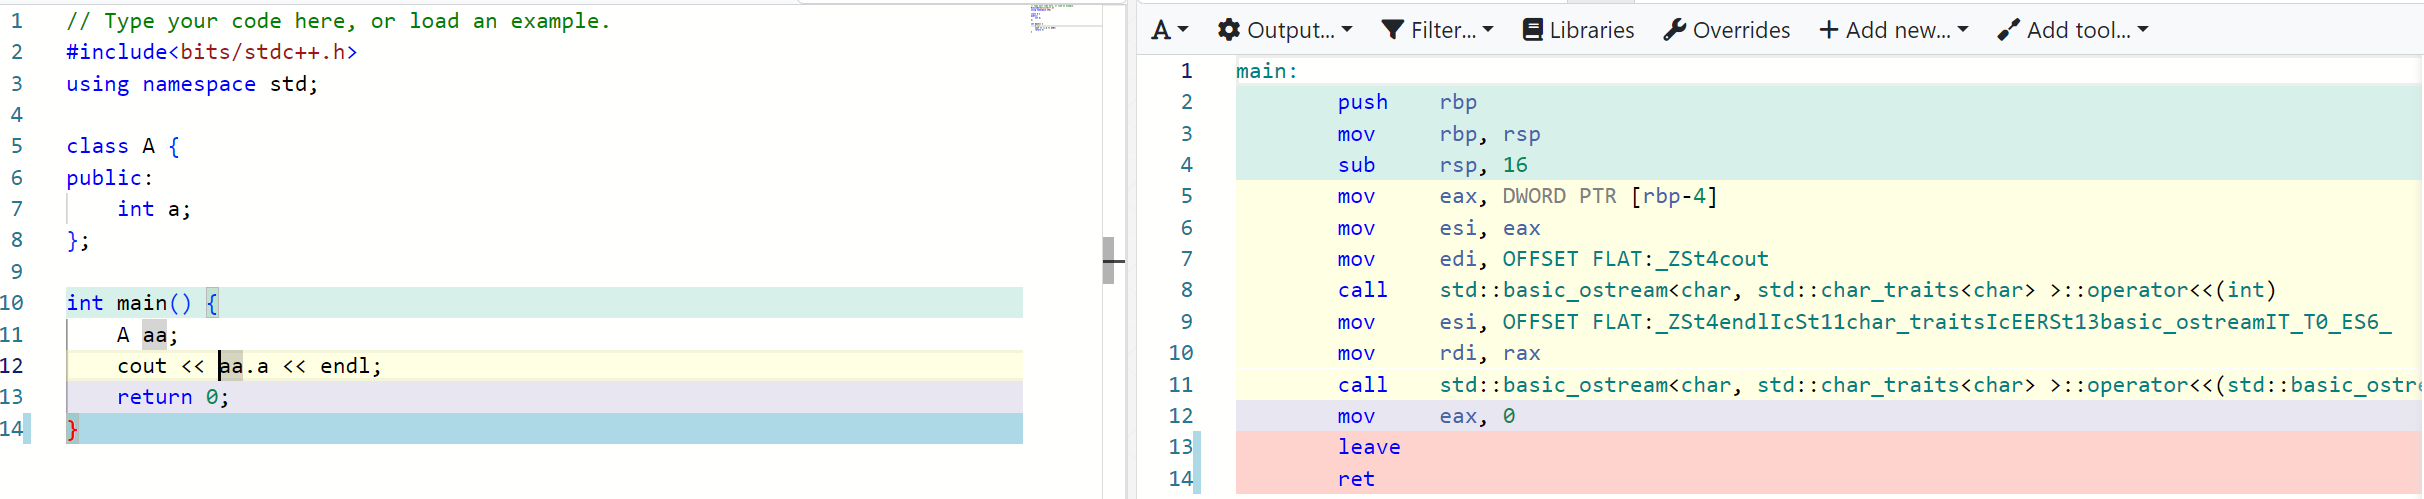 1 // Type your code here, or load an example.
2 #include<bits/stdc++.h>
3 using namespace std;
4
5 class A {
6 public:
7 int a;
8 };
9
10 int main() {
11 A aa;
12 cout << aa.a << endl;
13 return 0;
14 }
A Output... Filter... Libraries Overrides + Add new... Add tool...
1 main:
2 push rbp
3 mov rbp, rsp
4 sub rsp, 16
5 mov eax, DWORD PTR [rbp-4]
6 mov esi, eax
7 mov edi, OFFSET FLAT:_ZSt4cout
8 call std::basic_ostream<char, std::char_traits<char> >::operator<<(int)
9 mov esi, OFFSET FLAT:_ZSt4endlIcSt11char_traitsIcEERSt13basic_ostreamIT_T0_ES6_
10 mov rdi, rax
11 call std::basic_ostream<char, std::char_traits<char> >::operator<<(std::basic_ostre
12 mov eax, 0
13 leave
14 ret